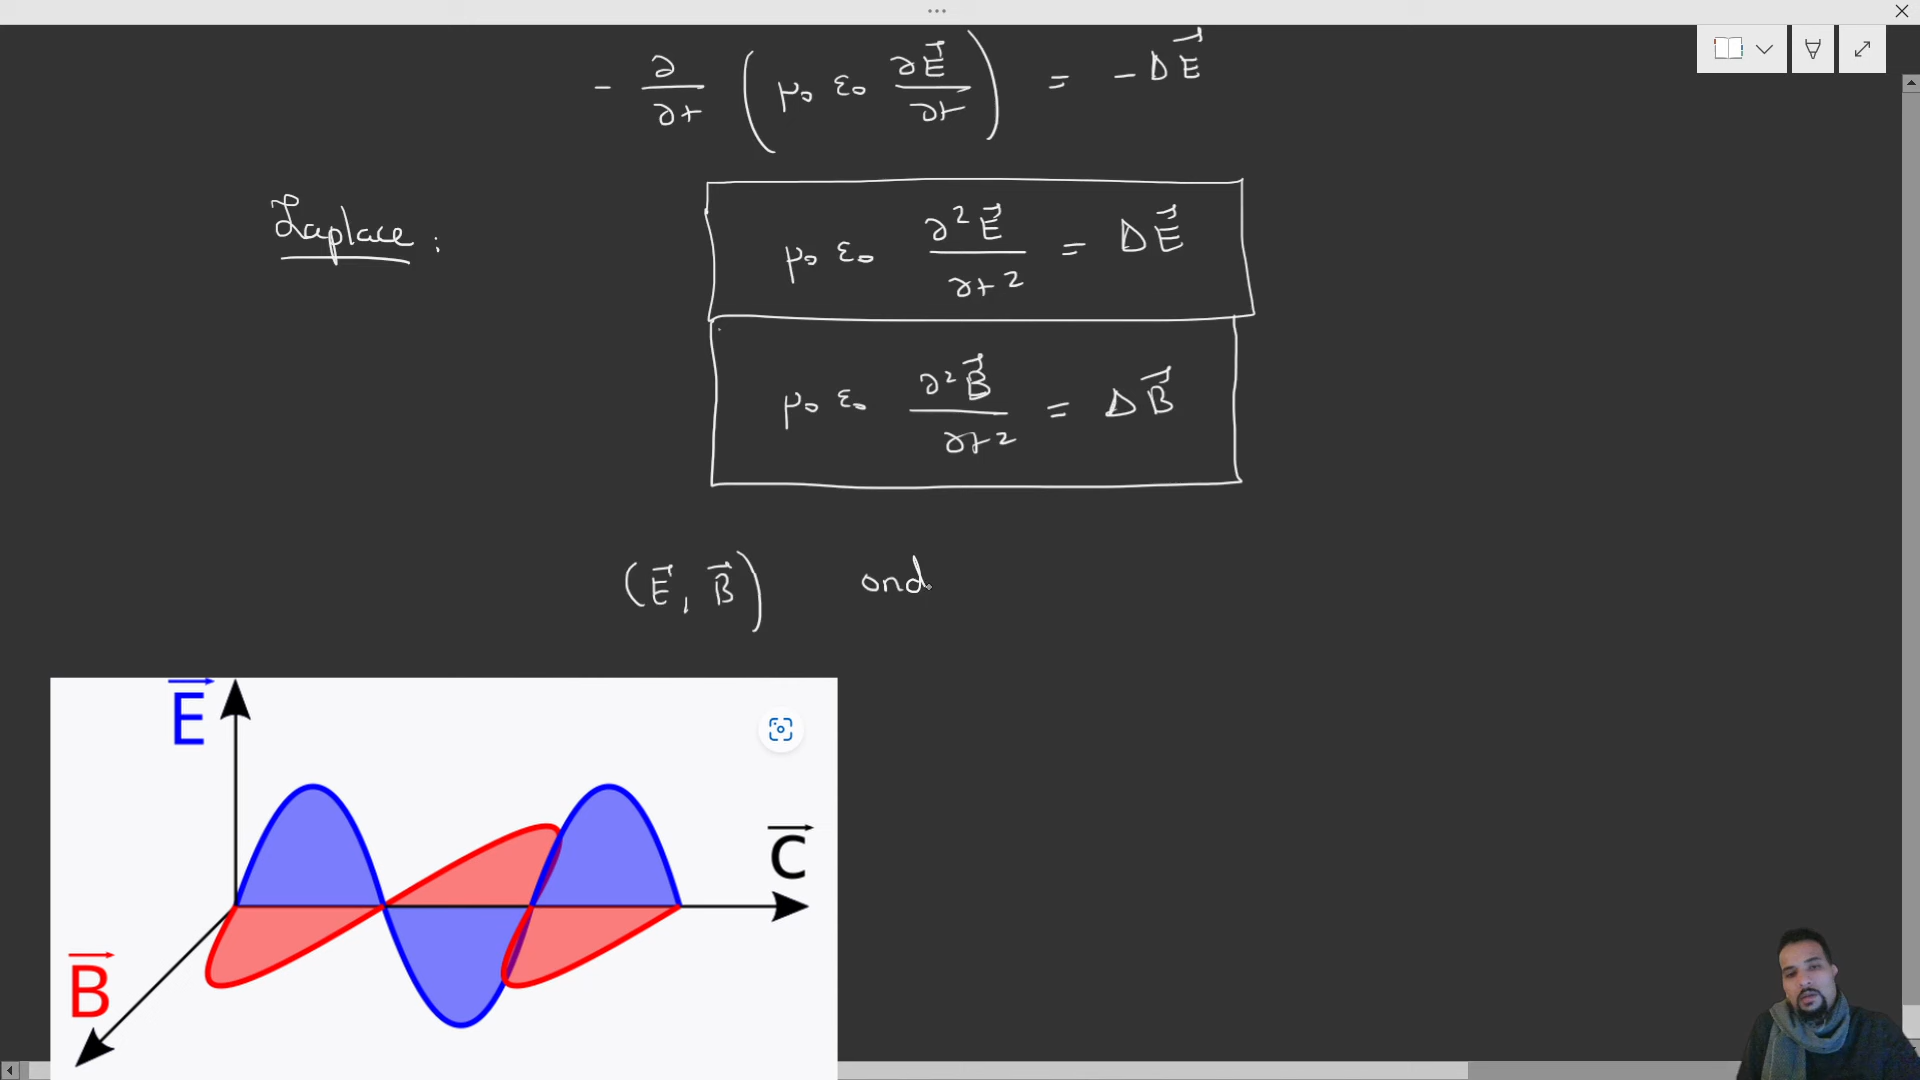 - ∂/∂t ( μ₀ ε₀ ∂E⃗/∂t ) = - ΔE⃗
Laplace :
μ₀ ε₀ ∂²E⃗/∂t² = ΔE⃗
μ₀ ε₀ ∂²B⃗/∂t² = ΔB⃗
(E⃗, B⃗) ond
E⃗
C⃗
B⃗